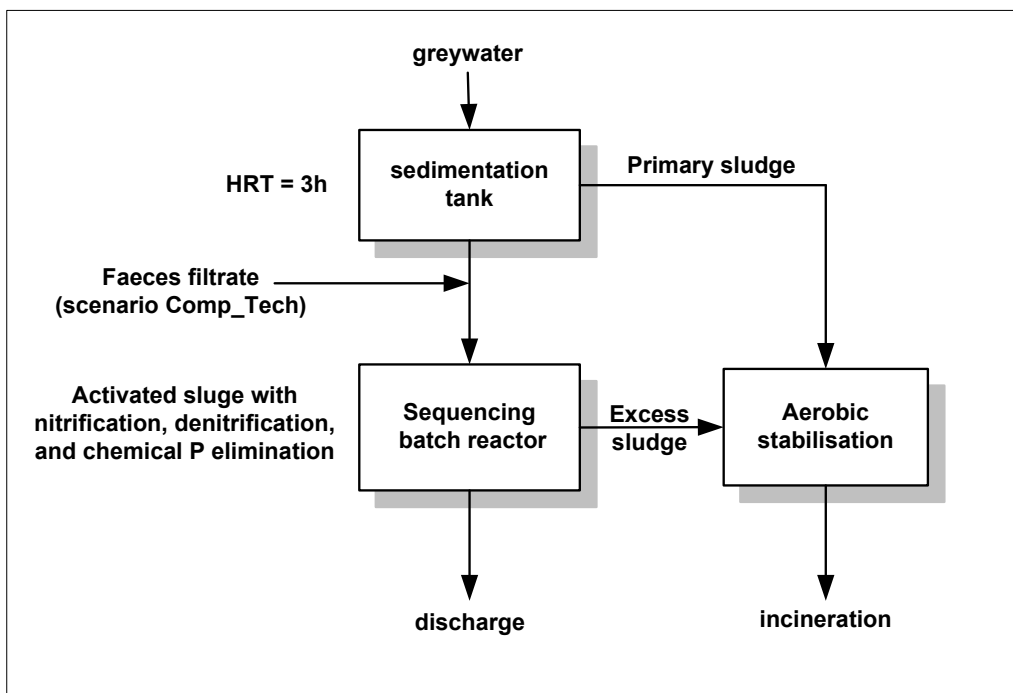 greywater
sedimentation
tank
HRT = 3h
Primary sludge
Faeces filtrate
(scenario Comp_Tech)
Activated sluge with
nitrification, denitrification,
and chemical P elimination
Sequencing
batch reactor
Excess
sludge
Aerobic
stabilisation
discharge
incineration